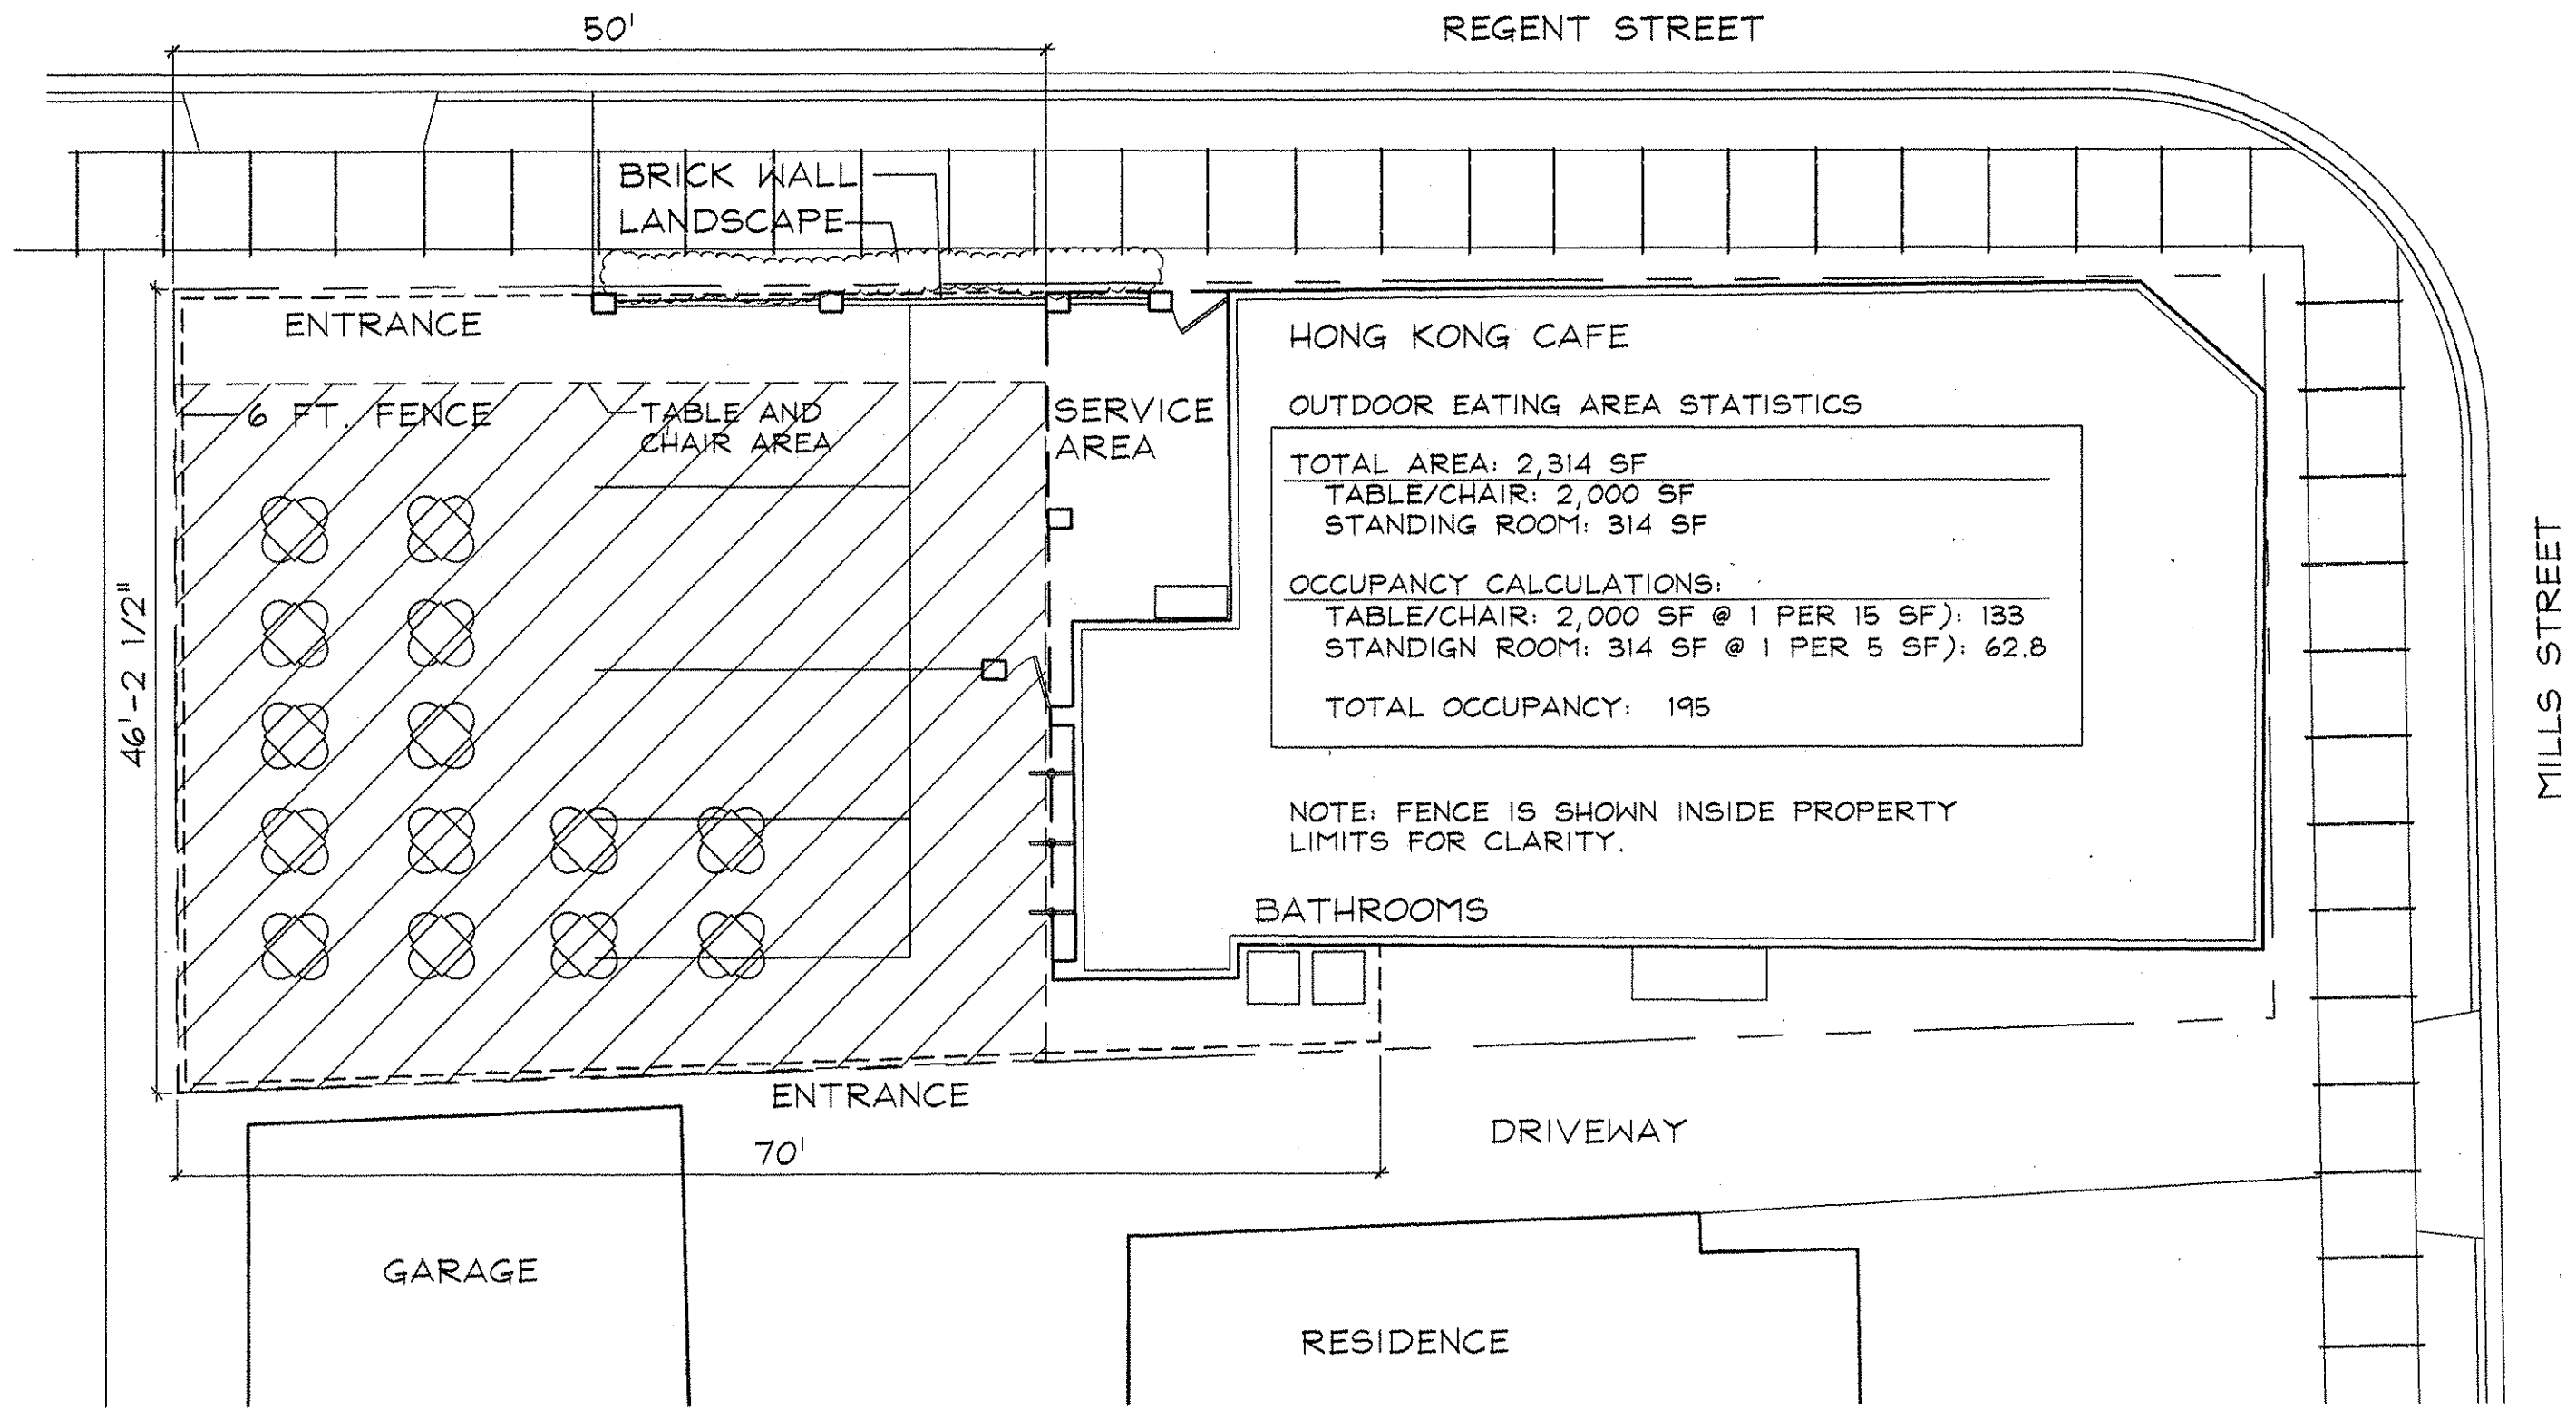 50'
REGENT STREET
BRICK WALL
LANDSCAPE
ENTRANCE
6 FT. FENCE
TABLE AND
CHAIR AREA
SERVICE
AREA
46'-2 1/2"
HONG KONG CAFE
OUTDOOR EATING AREA STATISTICS
TOTAL AREA: 2,314 SF
TABLE/CHAIR: 2,000 SF
STANDING ROOM: 314 SF
OCCUPANCY CALCULATIONS:
TABLE/CHAIR: 2,000 SF @ 1 PER 15 SF): 133
STANDIGN ROOM: 314 SF @ 1 PER 5 SF): 62.8
TOTAL OCCUPANCY: 195
NOTE: FENCE IS SHOWN INSIDE PROPERTY
LIMITS FOR CLARITY.
BATHROOMS
MILLS STREET
ENTRANCE
70'
DRIVEWAY
GARAGE
RESIDENCE